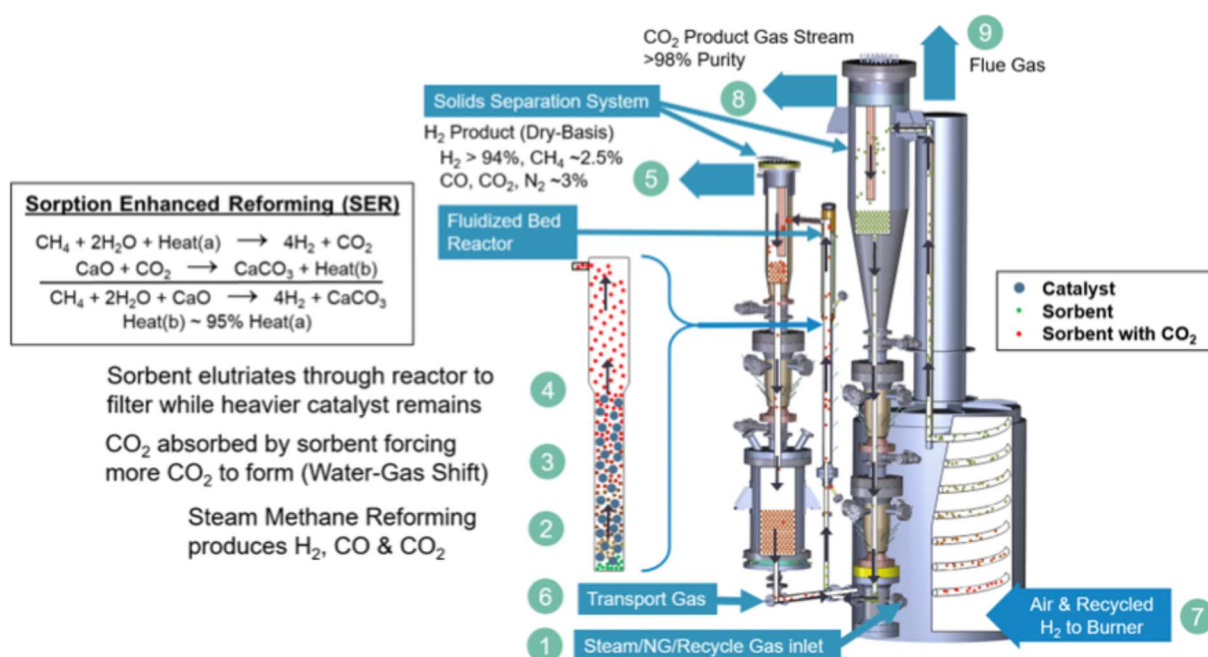 CO₂ Product Gas Stream
>98% Purity
8
9
Flue Gas
Solids Separation System
H₂ Product (Dry-Basis)
H₂ > 94%, CH₄ ~2.5%
CO, CO₂, N₂ ~3%
5
Fluidized Bed
Reactor
Sorption Enhanced Reforming (SER)
CH₄ + 2H₂O + Heat(a) → 4H₂ + CO₂
CaO + CO₂ → CaCO₃ + Heat(b)
CH₄ + 2H₂O + CaO → 4H₂ + CaCO₃
Heat(b) ~ 95% Heat(a)
Catalyst
Sorbent
Sorbent with CO₂
Sorbent elutriates through reactor to
filter while heavier catalyst remains
4
CO₂ absorbed by sorbent forcing
more CO₂ to form (Water-Gas Shift)
3
Steam Methane Reforming
produces H₂, CO & CO₂
2
6
Transport Gas
1
Steam/NG/Recycle Gas inlet
Air & Recycled
H₂ to Burner
7